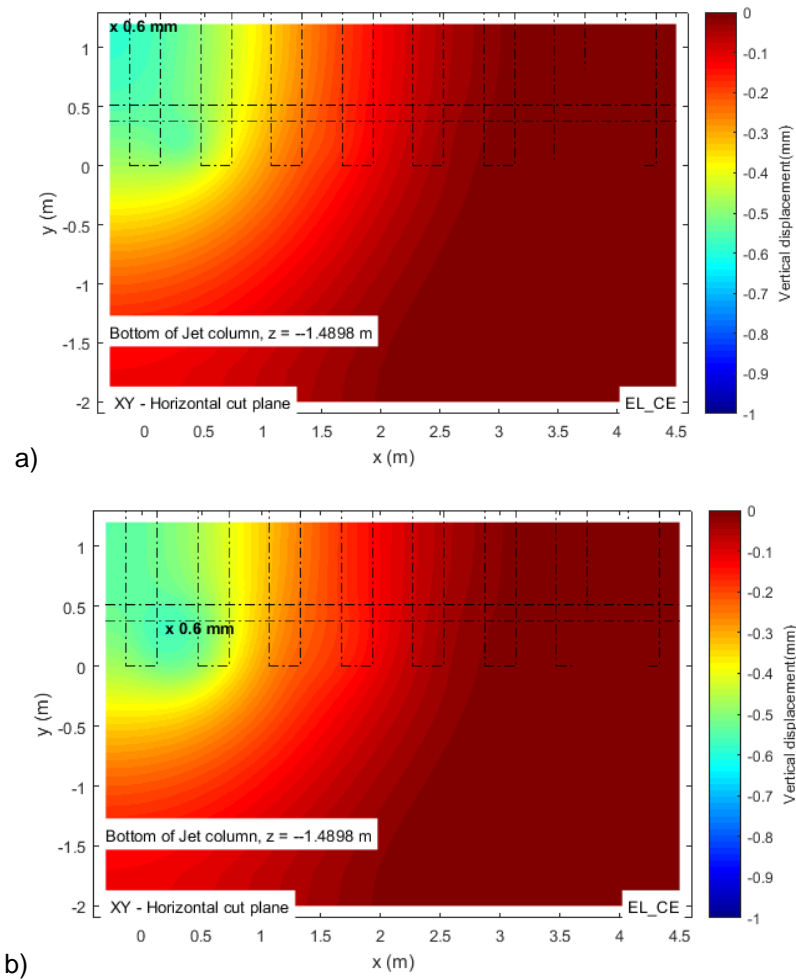 x 0.6 mm
1
0.5
0
-0.5
-1
-1.5
-2
y (m)
Bottom of Jet column, z = --1.4898 m
XY - Horizontal cut plane
EL_CE
0 0.5 1 1.5 2 2.5 3 3.5 4 4.5
x (m)
0
-0.1
-0.2
-0.3
-0.4
-0.5
-0.6
-0.7
-0.8
-0.9
-1
Vertical displacement(mm)
a)
1
0.5
x 0.6 mm
0
-0.5
-1
-1.5
-2
y (m)
Bottom of Jet column, z = --1.4898 m
XY - Horizontal cut plane
EL_CE
0 0.5 1 1.5 2 2.5 3 3.5 4 4.5
x (m)
0
-0.1
-0.2
-0.3
-0.4
-0.5
-0.6
-0.7
-0.8
-0.9
-1
Vertical displacement(mm)
b)